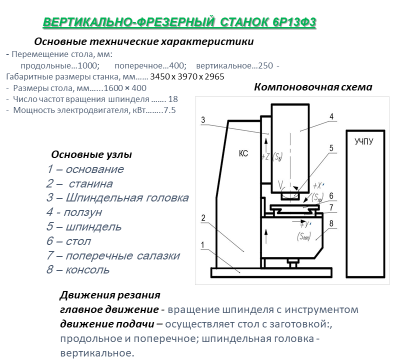 ВЕРТИКАЛЬНО-ФРЕЗЕРНЫЙ СТАНОК 6Р13Ф3
Основные технические характеристики
- Перемещение стола, мм:
продольные...1000; поперечное...400; вертикальное...250 -
Габаритные размеры станка, мм...... 3450 х 3970 х 2965
- Размеры стола, мм......1600 × 400
- Число частот вращения шпинделя ....... 18
- Мощность электродвигателя, кВт........7.5
Компоновочная схема
Основные узлы
1 – основание
2 – станина
3 – Шпиндельная головка
4 - ползун
5 – шпиндель
6 – стол
7 – поперечные салазки
8 – консоль
3
КС
+Z
4
УЧПУ
5
V
+X'
6
7
+Y'
8
2
1
Движения резания
главное движение - вращение шпинделя с инструментом
движение подачи – осуществляет стол с заготовкой:,
продольное и поперечное; шпиндельная головка -
вертикальное.